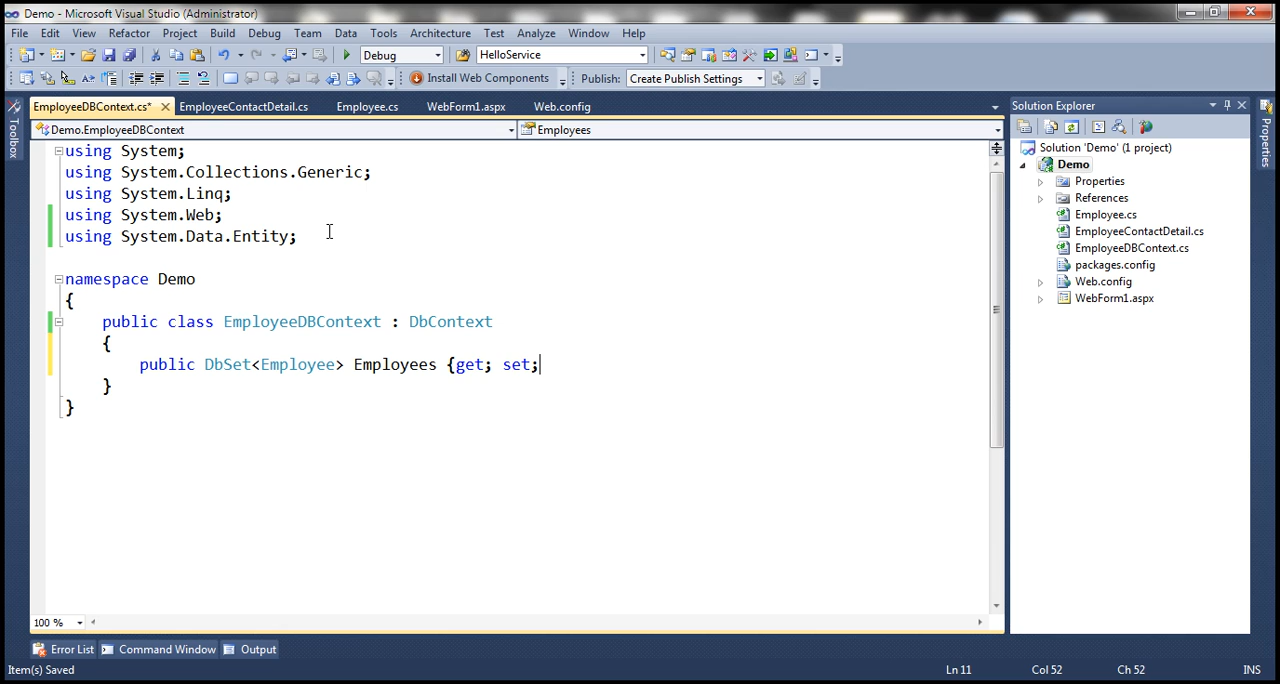 Demo - Microsoft Visual Studio (Administrator)
File Edit View Refactor Project Build Debug Team Data Tools Architecture Test Analyze Window Help
Debug HelloService
Install Web Components Publish: Create Publish Settings
EmployeeDBContext.cs* EmployeeContactDetail.cs Employee.cs WebForm1.aspx Web.config
Demo.EmployeeDBContext Employees
using System;
using System.Collections.Generic;
using System.Linq;
using System.Web;
using System.Data.Entity;
namespace Demo
{
public class EmployeeDBContext : DbContext
{
public DbSet<Employee> Employees {get; set;
}
}
100 %
Toolbox
Solution Explorer
Solution 'Demo' (1 project)
Demo
Properties
References
Employee.cs
EmployeeContactDetail.cs
EmployeeDBContext.cs
packages.config
Web.config
WebForm1.aspx
Properties
Error List Command Window Output
Item(s) Saved Ln 11 Col 52 Ch 52 INS